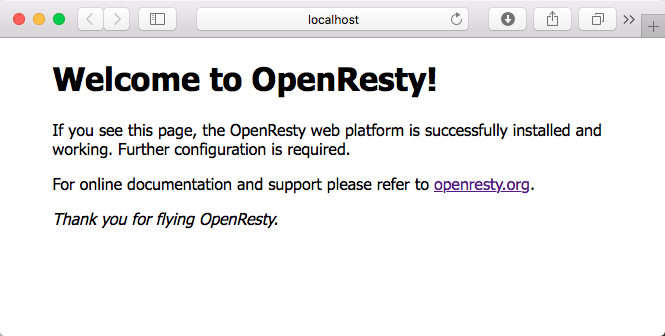 localhost
Welcome to OpenResty!
If you see this page, the OpenResty web platform is successfully installed and
working. Further configuration is required.
For online documentation and support please refer to openresty.org.
Thank you for flying OpenResty.